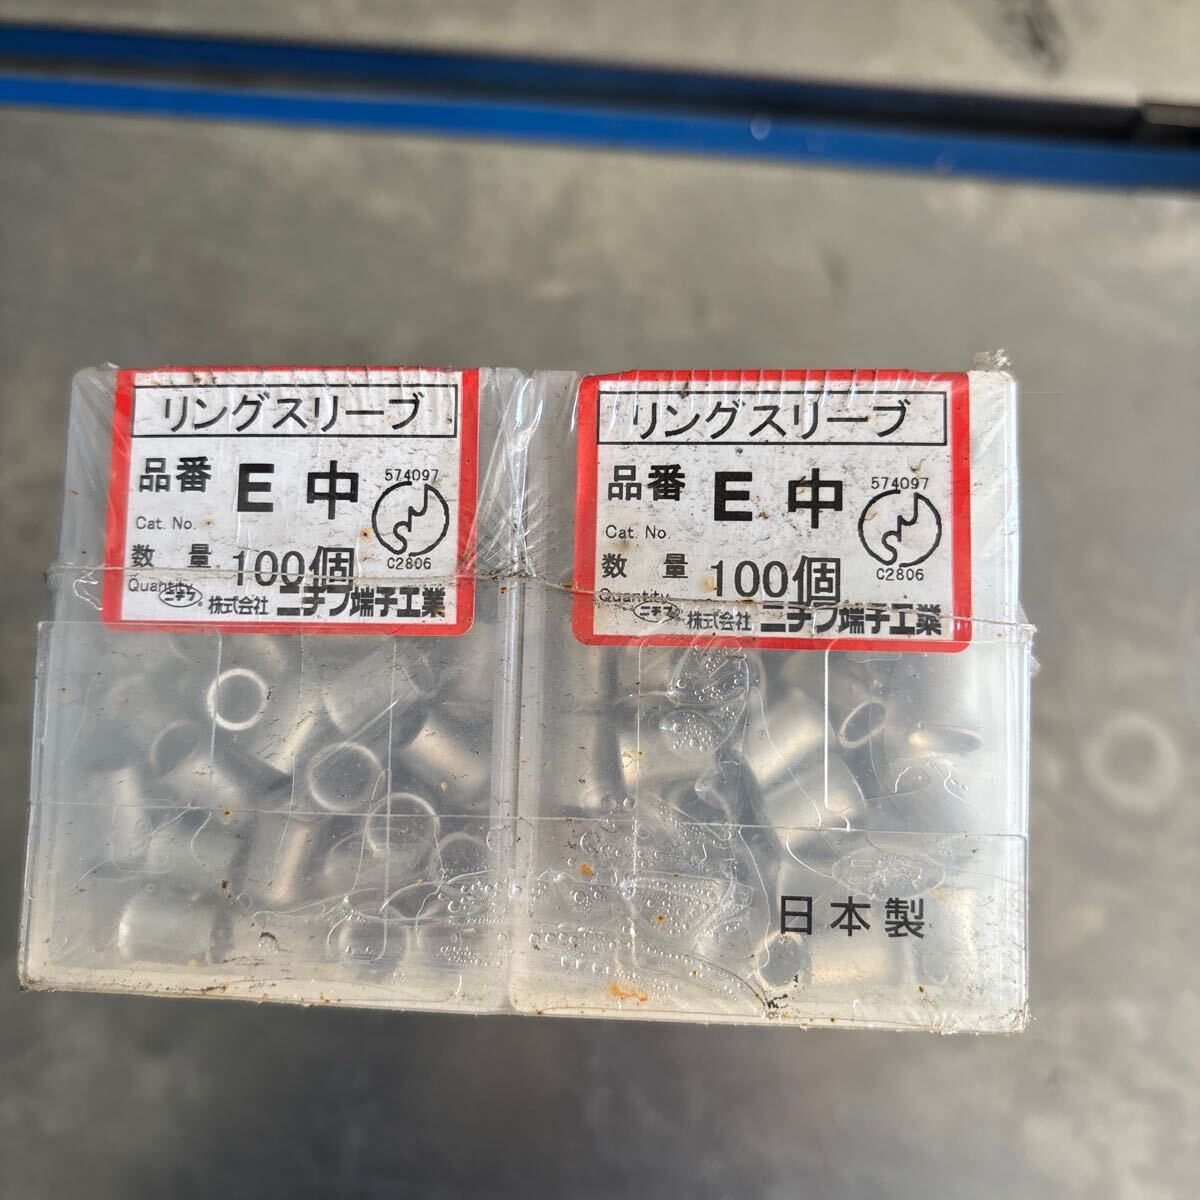 リングスリーブ
品番 E 中
574097
Cat. No.
数量 100個
C2806
Quantity
ニチフ® 株式会社 ニチフ端子工業
リングスリーブ
品番 E 中
574097
Cat. No.
数量 100個
C2806
Quantity
ニチフ 株式会社 ニチフ端子工業
日本製